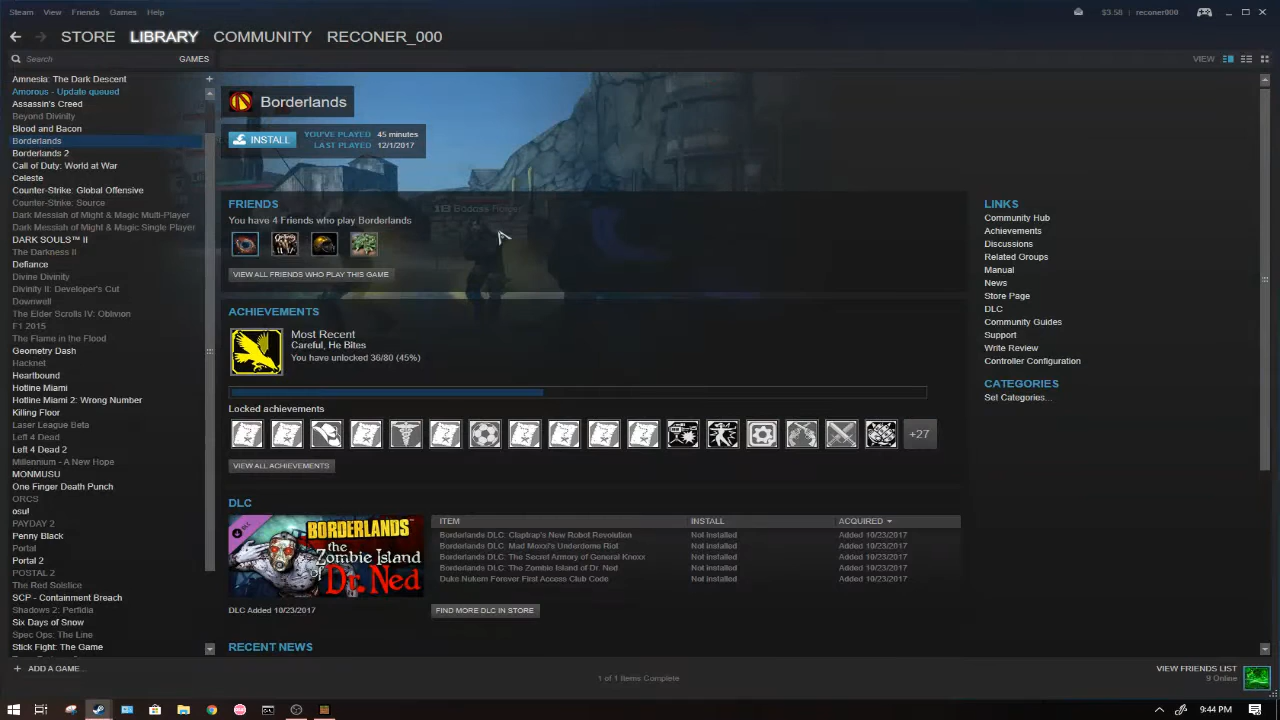 Steam View Friends Games Help
$3.58 reconer000
STORE LIBRARY COMMUNITY RECONER_000
Search GAMES
VIEW
Amnesia: The Dark Descent
Amorous - Update queued
Assassin's Creed
Beyond Divinity
Blood and Bacon
Borderlands
Borderlands 2
Call of Duty: World at War
Celeste
Counter-Strike: Global Offensive
Counter-Strike: Source
Dark Messiah of Might & Magic Multi-Player
Dark Messiah of Might & Magic Single Player
DARK SOULS™ II
The Darkness II
Defiance
Divine Divinity
Divinity II: Developer's Cut
Downwell
The Elder Scrolls IV: Oblivion
F1 2015
The Flame in the Flood
Geometry Dash
Hacknet
Heartbound
Hotline Miami
Hotline Miami 2: Wrong Number
Killing Floor
Laser League Beta
Left 4 Dead
Left 4 Dead 2
Millennium - A New Hope
MONMUSU
One Finger Death Punch
ORCS
osu!
PAYDAY 2
Penny Black
Portal
Portal 2
POSTAL 2
The Red Solstice
SCP - Containment Breach
Shadows 2: Perfidia
Six Days of Snow
Spec Ops: The Line
Stick Fight: The Game
+ ADD A GAME...
Borderlands
INSTALL
YOU'VE PLAYED 45 minutes
LAST PLAYED 12/1/2017
FRIENDS
You have 4 Friends who play Borderlands
VIEW ALL FRIENDS WHO PLAY THIS GAME
ACHIEVEMENTS
Most Recent
Careful, He Bites
You have unlocked 36/80 (45%)
Locked achievements
+27
VIEW ALL ACHIEVEMENTS
DLC
BORDERLANDS
the Zombie Island of Dr. Ned
DLC Added 10/23/2017
ITEM INSTALL ACQUIRED
Borderlands DLC: Claptrap's New Robot Revolution Not installed Added 10/23/2017
Borderlands DLC: Mad Moxxi's Underdome Riot Not installed Added 10/23/2017
Borderlands DLC: The Secret Armory of General Knoxx Not installed Added 10/23/2017
Borderlands DLC: The Zombie Island of Dr. Ned Not installed Added 10/23/2017
Duke Nukem Forever First Access Club Code Not installed Added 10/23/2017
FIND MORE DLC IN STORE
RECENT NEWS
LINKS
Community Hub
Achievements
Discussions
Related Groups
Manual
News
Store Page
DLC
Community Guides
Support
Write Review
Controller Configuration
CATEGORIES
Set Categories...
1 of 1 Items Complete
VIEW FRIENDS LIST
9 Online
9:44 PM